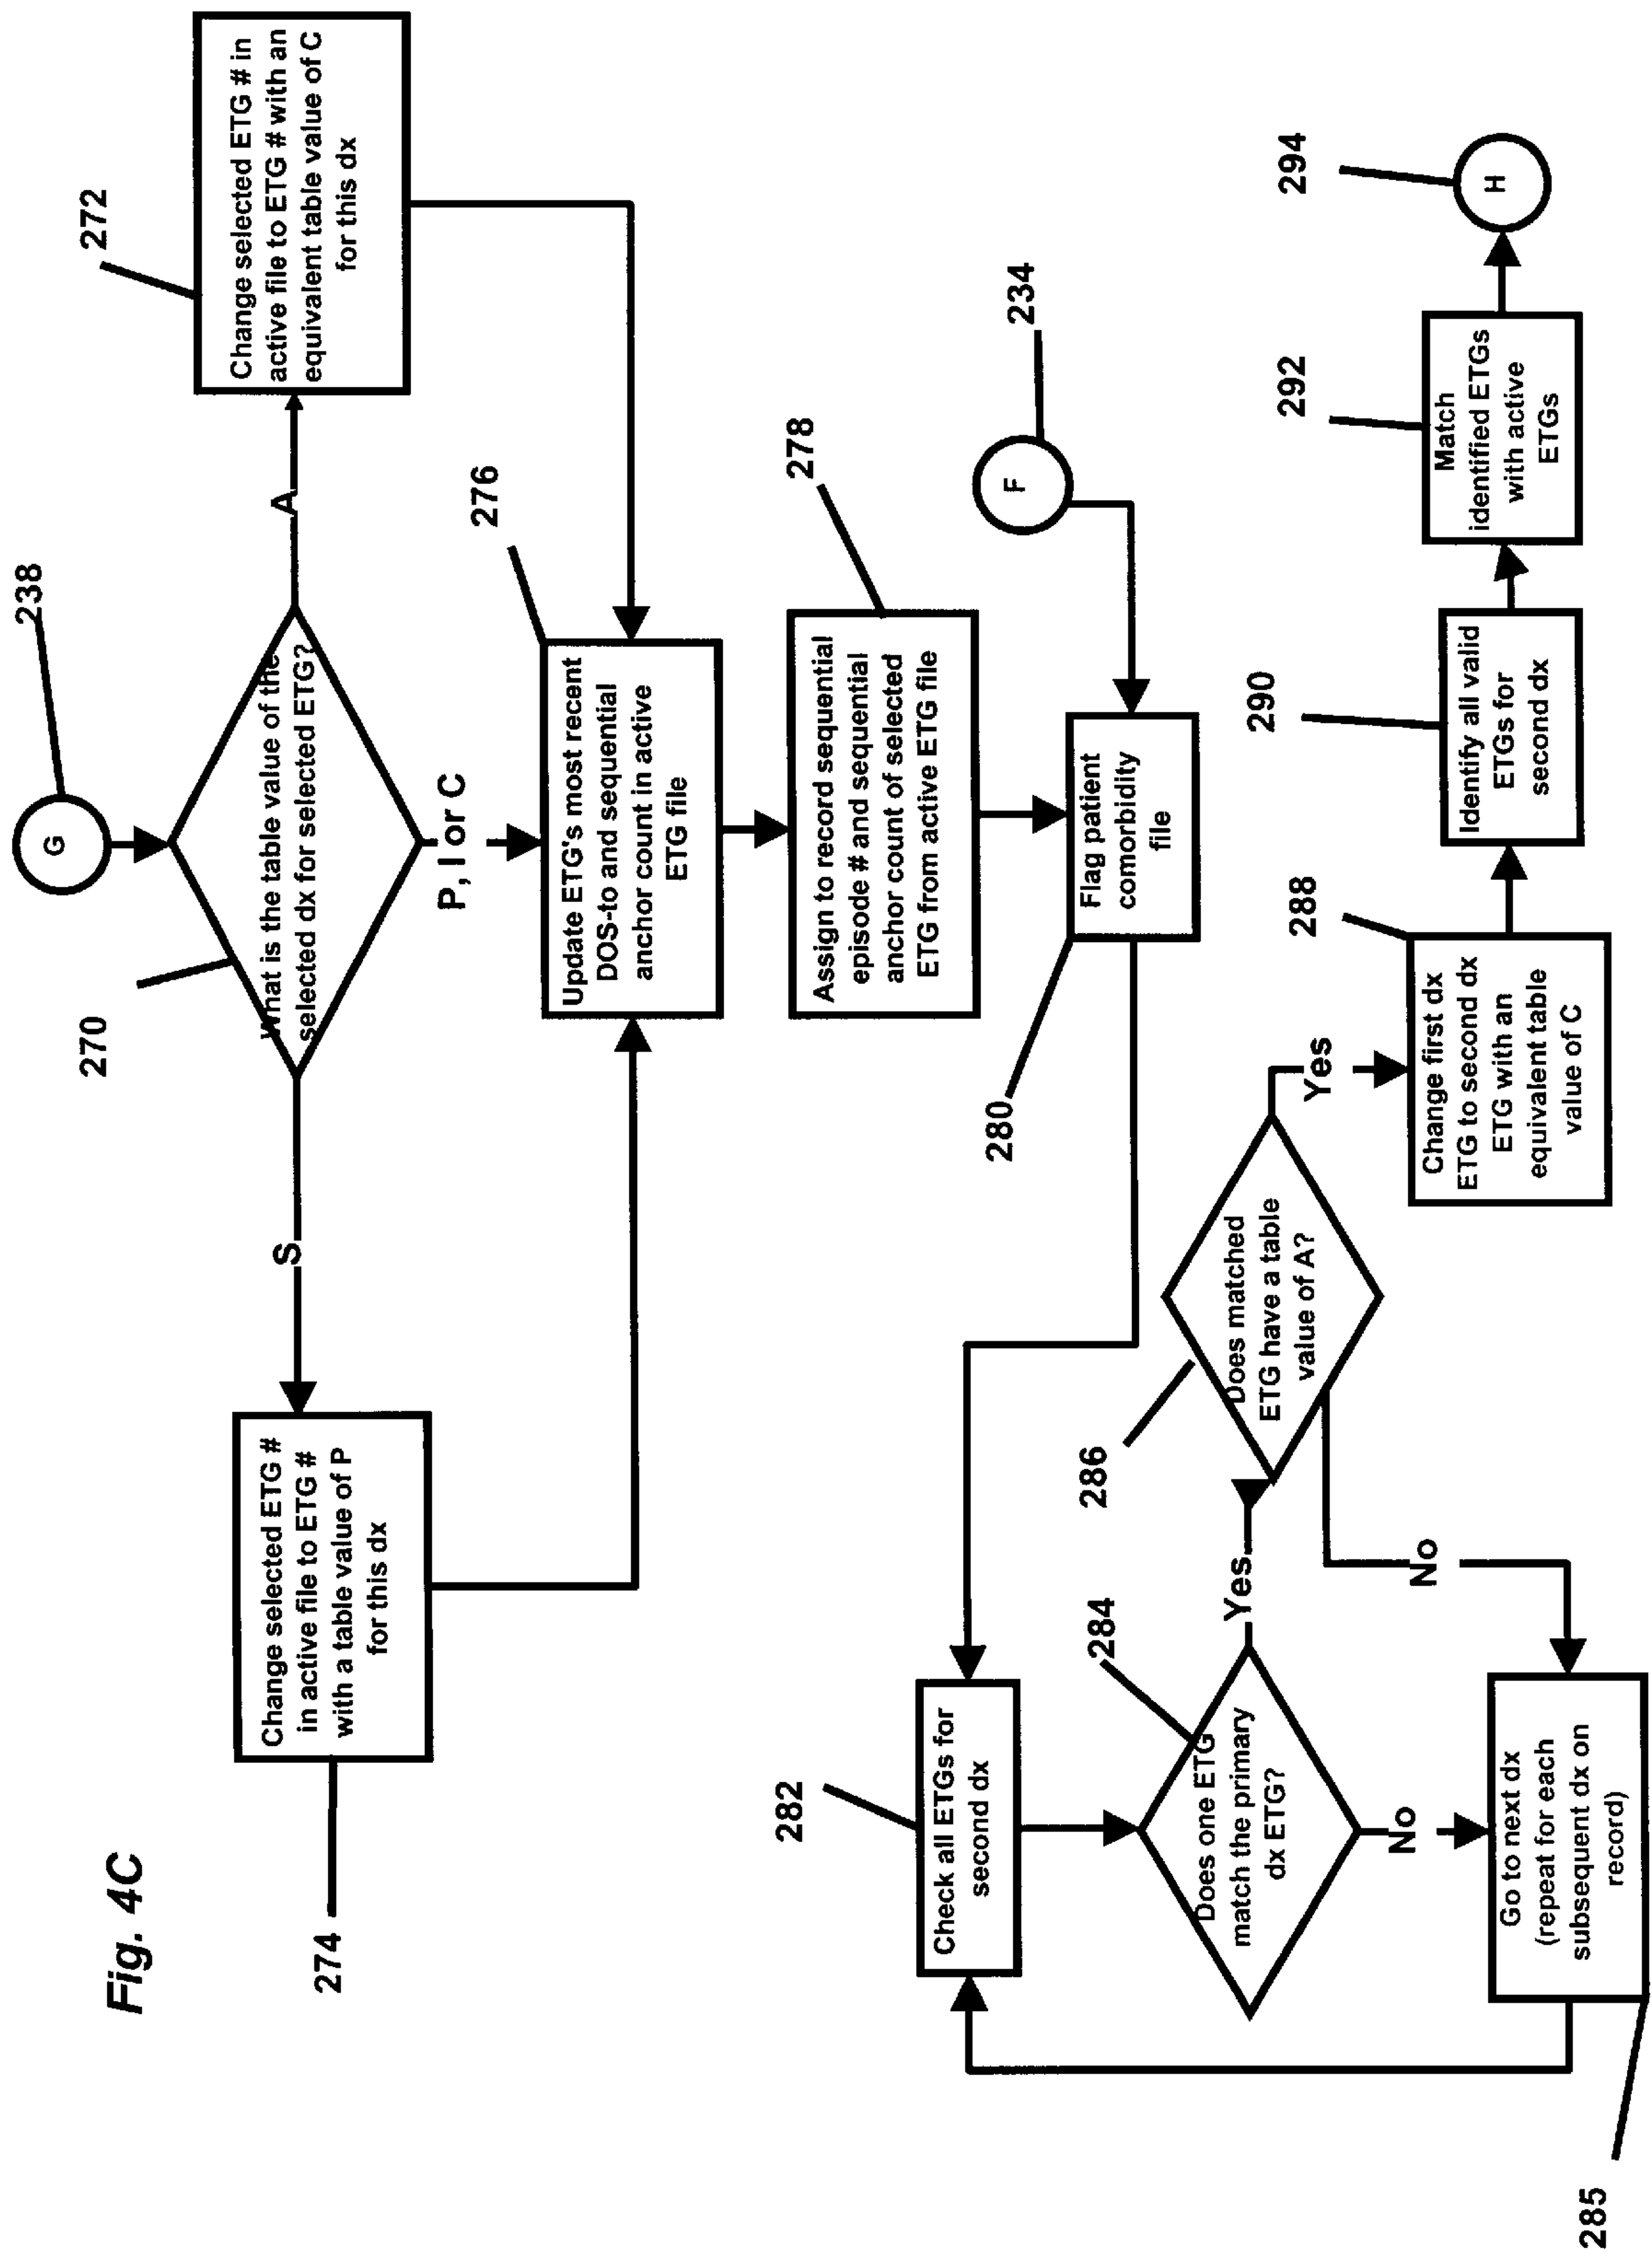 Fig. 4C
G
238
270
What is the table value of the
selected dx for selected ETG?
S
A
P, I or C
274
Change selected ETG #
in active file to ETG #
with a table value of P
for this dx
272
Change selected ETG # in
active file to ETG # with an
equivalent table value of C
for this dx
276
Update ETG's most recent
DOS-to and sequential
anchor count in active
ETG file
278
Assign to record sequential
episode # and sequential
anchor count of selected
ETG from active ETG file
F
234
280
Flag patient
comorbidity
file
282
Check all ETGs for
second dx
284
Does one ETG
match the primary
dx ETG?
Yes
No
285
Go to next dx
(repeat for each
subsequent dx on
record)
286
Does matched
ETG have a table
value of A?
No
Yes
288
Change first dx
ETG to second dx
ETG with an
equivalent table
value of C
290
Identify all valid
ETGs for
second dx
292
Match
identified ETGs
with active
ETGs
294
H